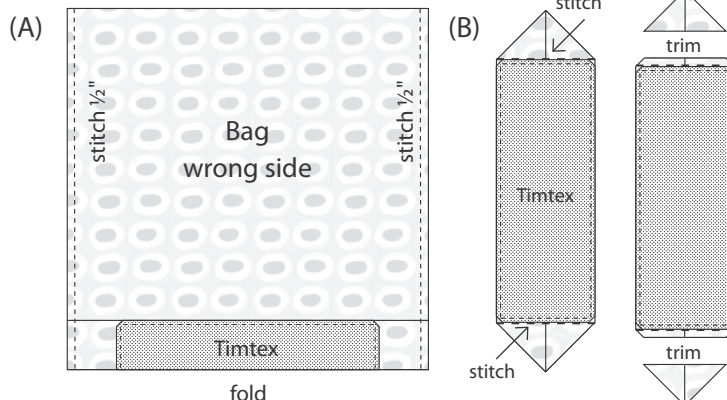 (A)
stitch ½"
Bag
wrong side
stitch ½"
Timtex
fold
(B)
stitch
Timtex
stitch
trim
trim